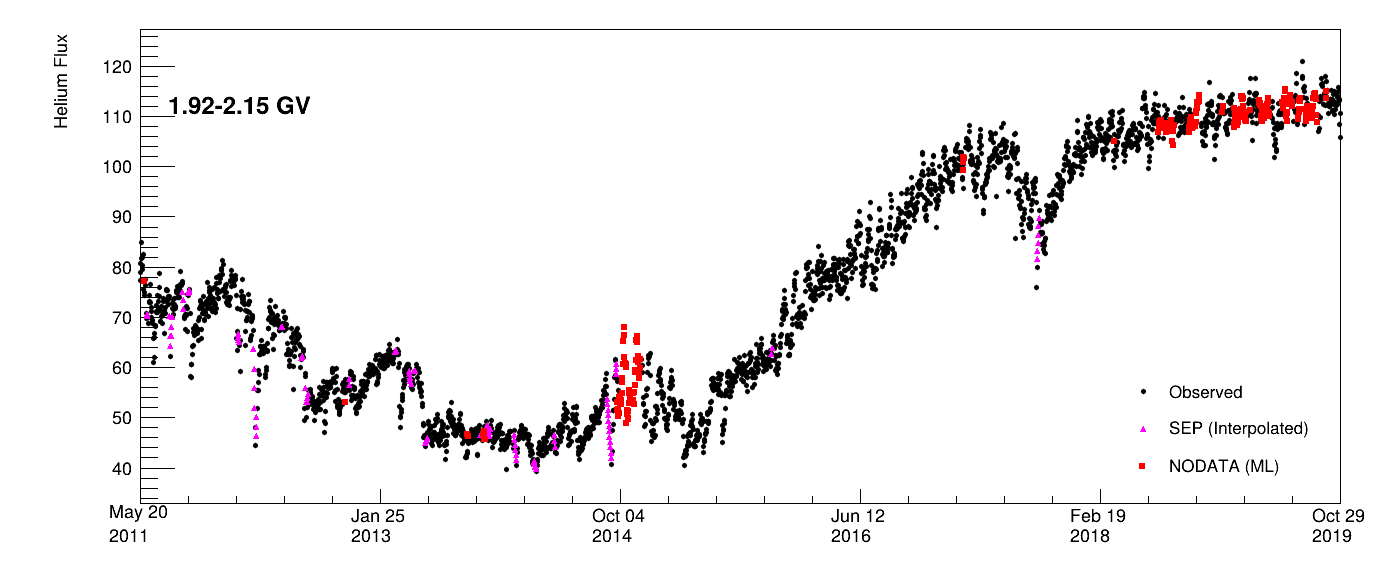 Helium Flux
120
110
100
90
80
70
60
50
40
1.92-2.15 GV
Observed
SEP (Interpolated)
NODATA (ML)
May 20
2011
Jan 25
2013
Oct 04
2014
Jun 12
2016
Feb 19
2018
Oct 29
2019